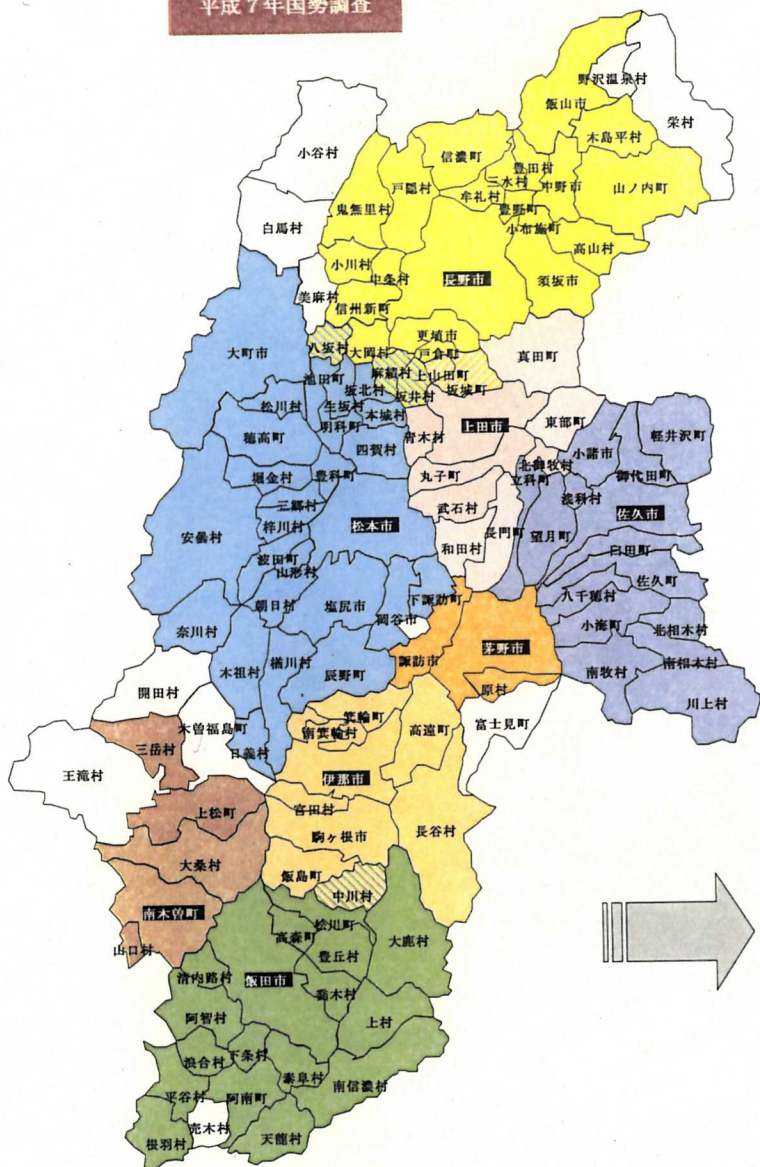 平成7年国勢調査
野沢温泉村
飯山市
栄村
木島平村
小谷村
信濃町
豊田村
戸隠村
三水村
中野市
山ノ内町
牟礼村
鬼無里村
豊野町
白馬村
小布施町
高山村
小川村
中条村
長野市
須坂市
美麻村
信州新町
更埴市
八坂村
大岡村
戸倉町
真田町
大町市
麻績村
上山田町
池田町
坂北村
坂井村
坂城町
松川村
生坂村
本城村
東部町
穂高町
明科町
青木村
上田市
軽井沢町
四賀村
小諸市
北御牧村
堀金村
豊科町
丸子町
立科町
御代田町
浅科村
三郷村
武石村
佐久市
梓川村
松本市
長門町
望月町
安曇村
和田村
臼田町
波田町
山形村
佐久町
下諏訪町
八千穂村
朝日村
塩尻市
岡谷市
小海町
北相木村
奈川村
茅野市
楢川村
諏訪市
南牧村
南相木村
木祖村
辰野町
原村
開田村
川上村
箕輪町
富士見町
木曽福島町
南箕輪村
高遠町
三岳村
日義村
王滝村
伊那市
上松町
宮田村
長谷村
駒ヶ根市
大桑村
飯島町
中川村
南木曽町
松川町
高森町
大鹿村
山口村
豊丘村
清内路村
飯田市
喬木村
阿智村
上村
浪合村
下条村
泰阜村
南信濃村
平谷村
阿南町
売木村
根羽村
天龍村